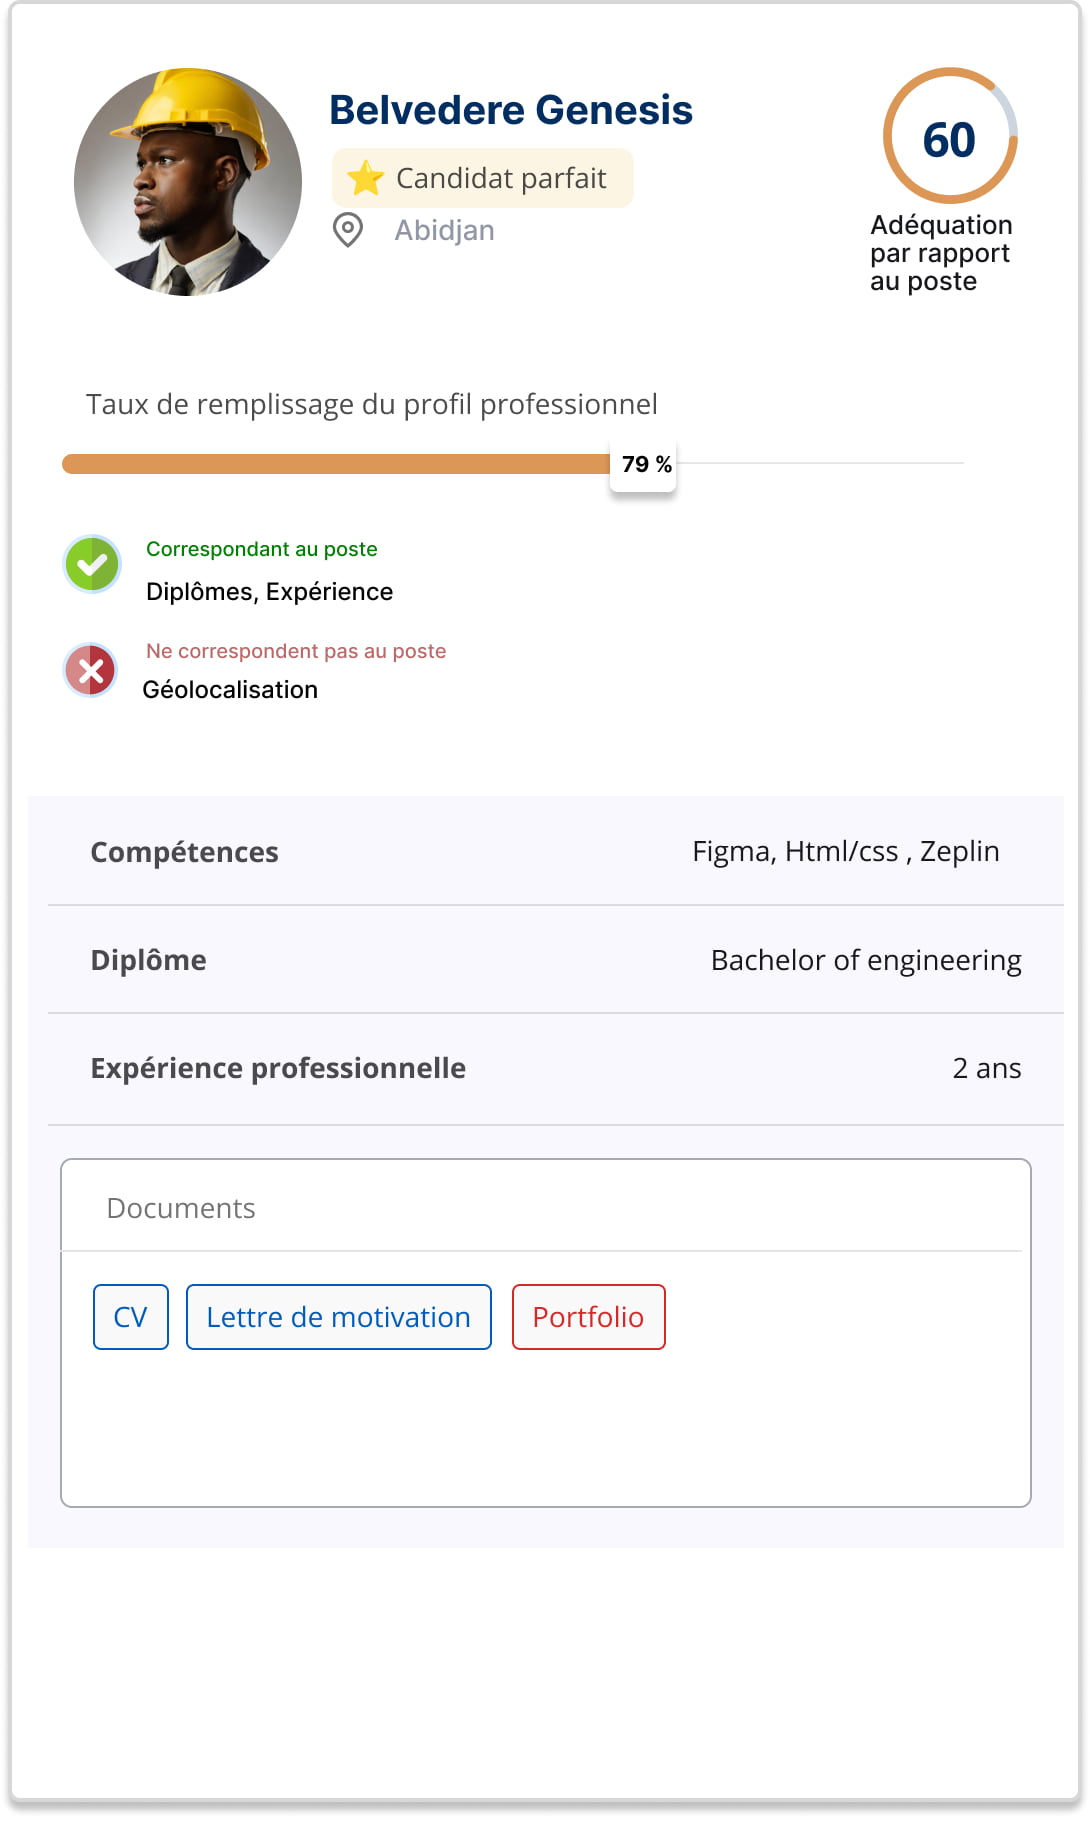 Belvedere Genesis
Candidat parfait
Abidjan
60
Adéquation
par rapport
au poste
Taux de remplissage du profil professionnel
79 %
Correspondant au poste
Diplômes, Expérience
Ne correspondent pas au poste
Géolocalisation
Compétences Figma, Html/css , Zeplin
Diplôme Bachelor of engineering
Expérience professionnelle 2 ans
Documents
CV Lettre de motivation Portfolio